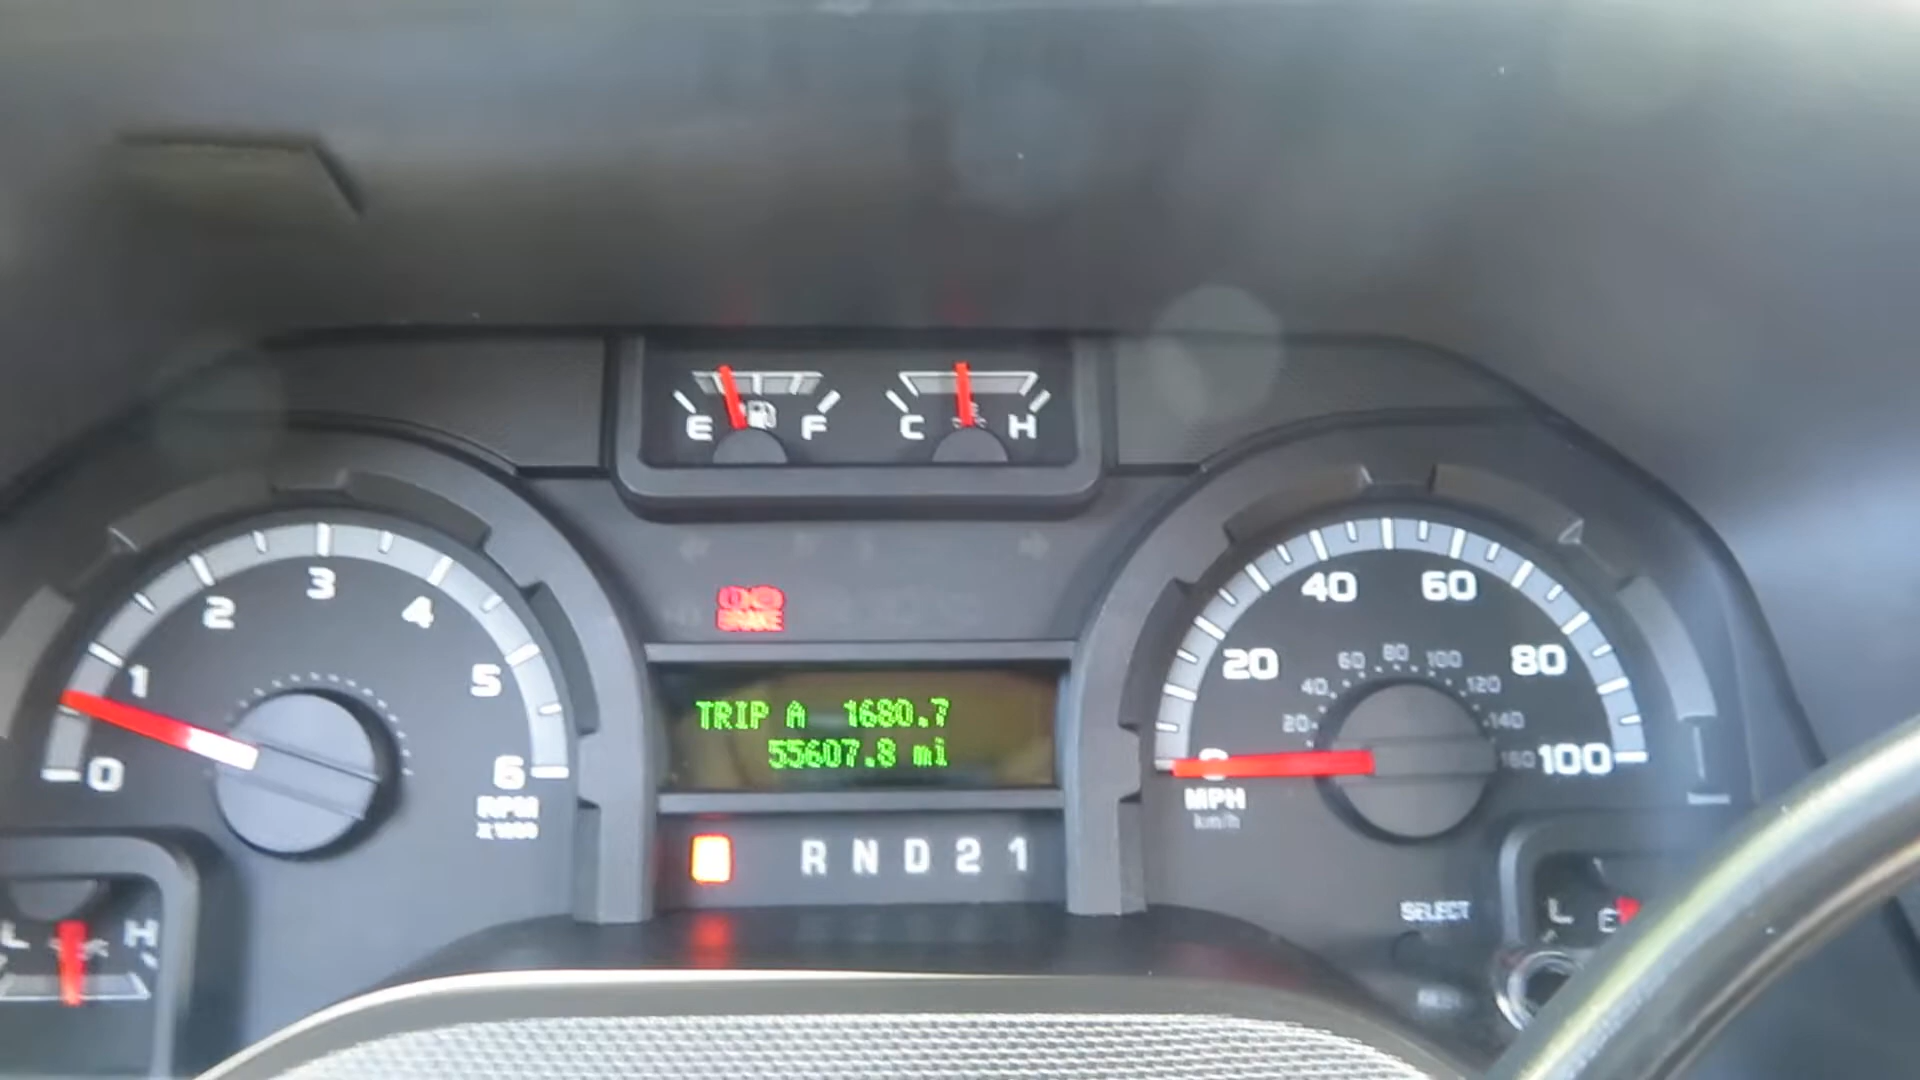 E F
C H
0 1 2 3 4 5 6
RPM
X1000
BRAKE
TRIP A 1680.7
55607.8 mi
R N D 2 1
0 20 40 60 80 100
20 40 60 80 100 120 140 160
MPH
km/h
L H
SELECT
L
E